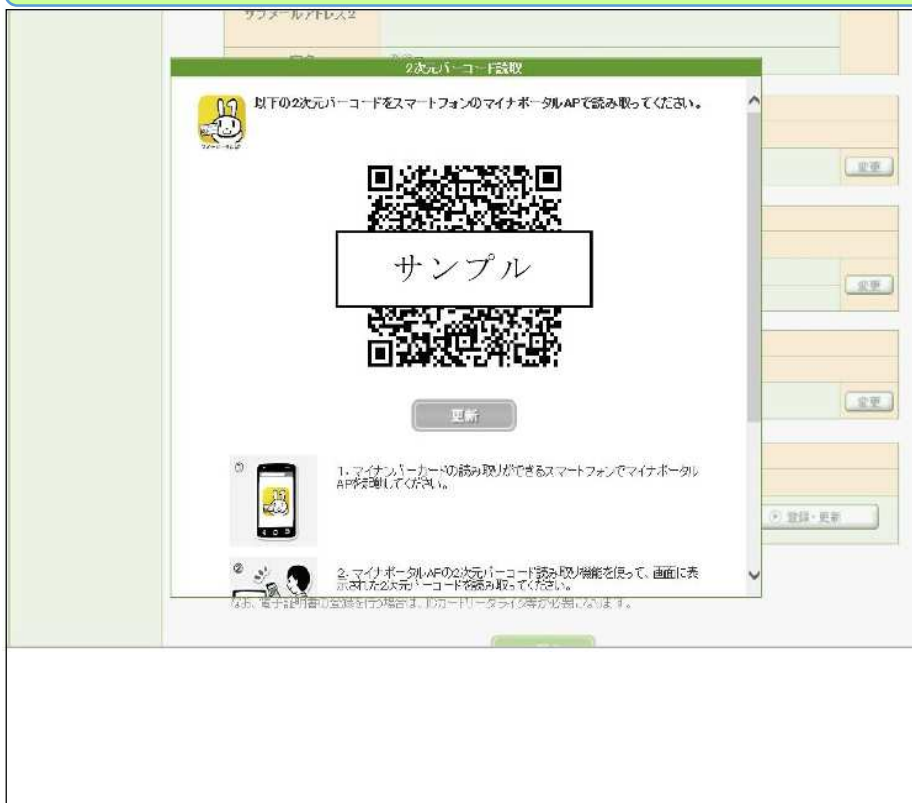 サブメールアドレス2
2次元バーコード読取
以下の2次元バーコードをスマートフォンのマイナポータルAPで読み取ってください。
変更
サンプル
変更
更新
変更
①
1. マイナンバーカードの読み取りができるスマートフォンでマイナポータル
APを起動してください。
登録・更新
②
2. マイナポータルAPの2次元バーコード読み取り機能を使って、画面に表
示された2次元バーコードを読み取ってください。
なお、電子証明書の登録を行う場合は、ICカードリーダライタ等が必要になります。